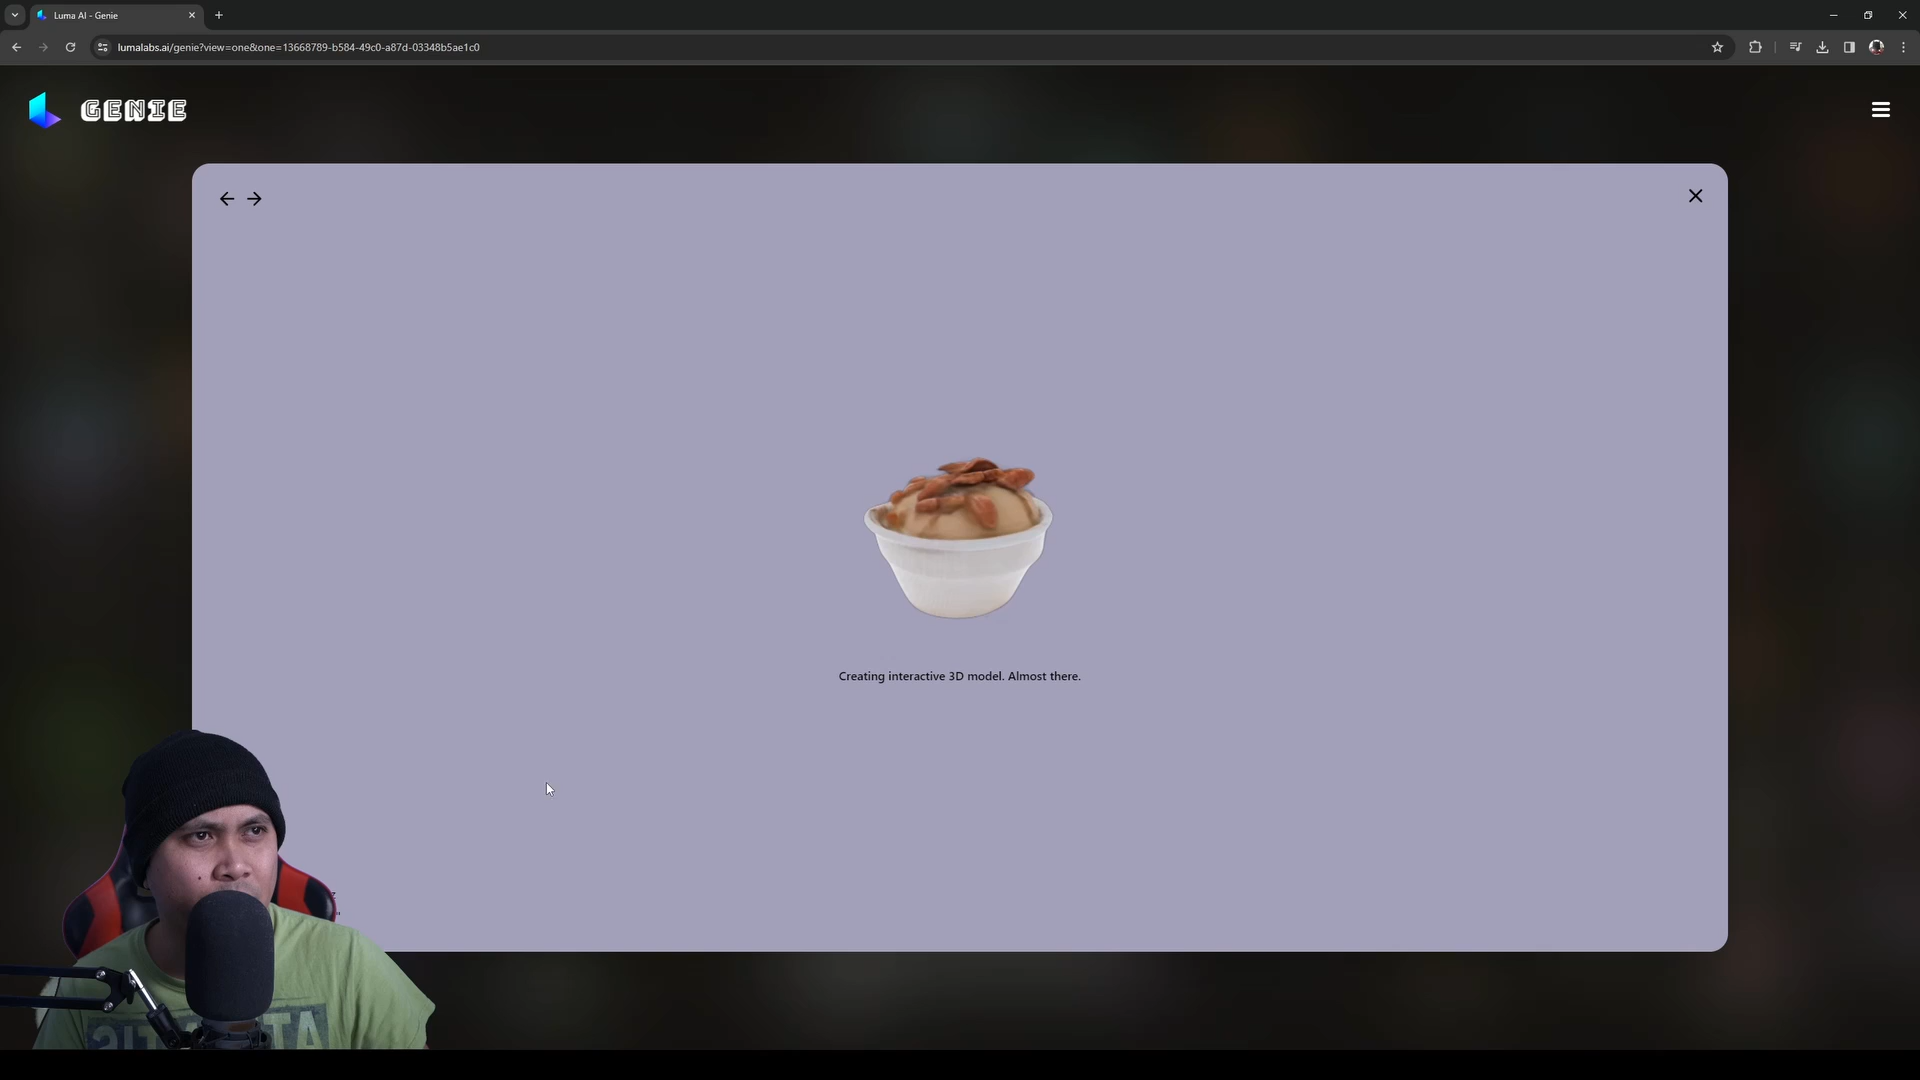 Luma AI - Genie
lumalabs.ai/genie?view=one&one=13668789-b584-49c0-a87d-03348b5ae1c0
GENIE
Creating interactive 3D model. Almost there.